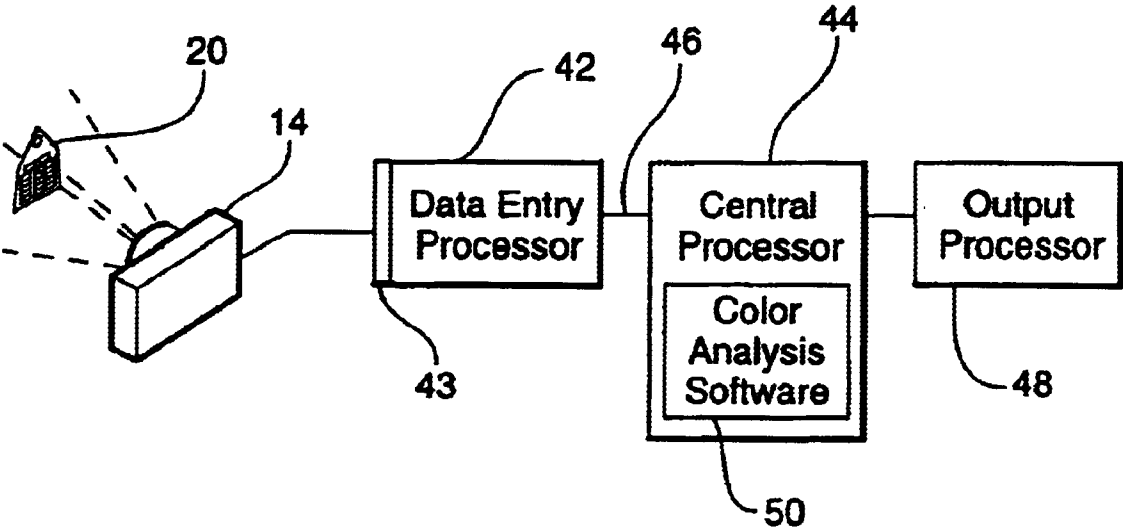 20
14
42
46
44
Data Entry
Processor
Central
Processor
Output
Processor
Color
Analysis
Software
43
48
50